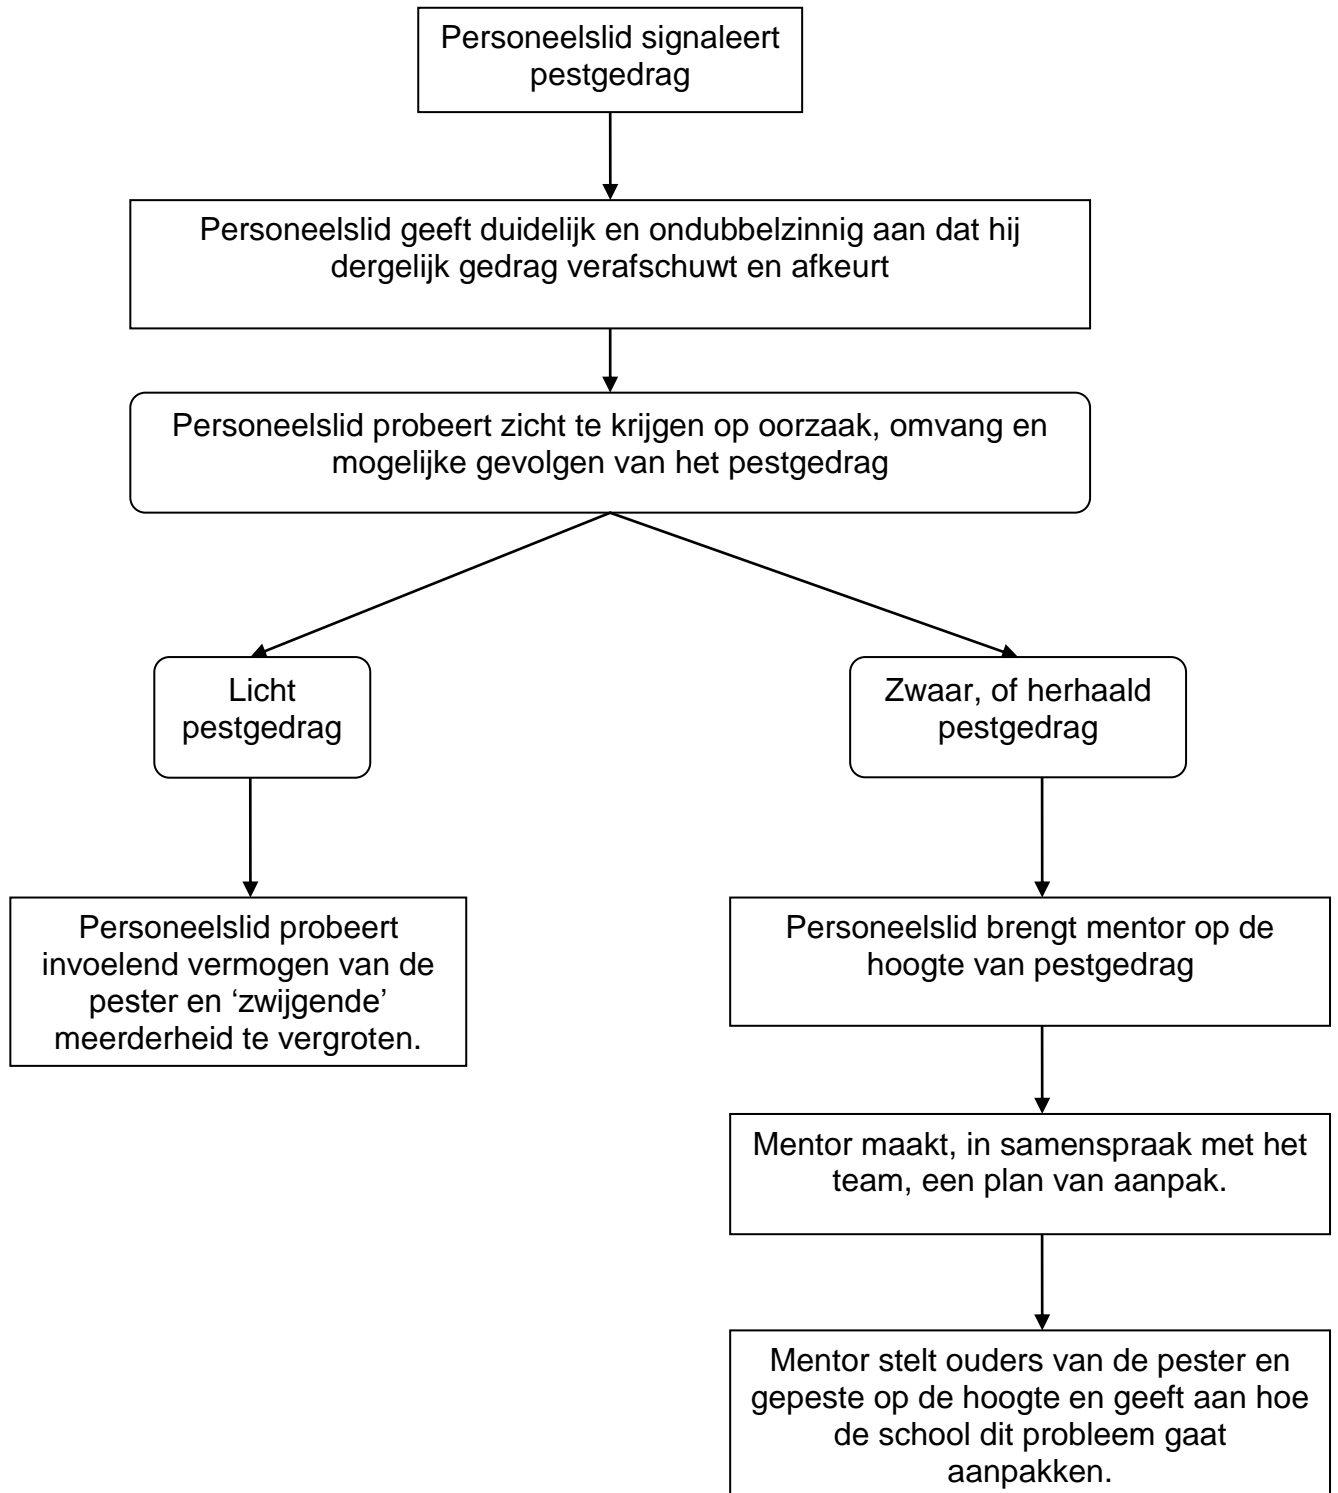 Personeelslid signaleert
pestgedrag
Personeelslid geeft duidelijk en ondubbelzinnig aan dat hij
dergelijk gedrag verafschuwt en afkeurt
Personeelslid probeert zicht te krijgen op oorzaak, omvang en
mogelijke gevolgen van het pestgedrag
Licht
pestgedrag
Zwaar, of herhaald
pestgedrag
Personeelslid probeert
invoelend vermogen van de
pester en ‘zwijgende’
meerderheid te vergroten.
Personeelslid brengt mentor op de
hoogte van pestgedrag
Mentor maakt, in samenspraak met het
team, een plan van aanpak.
Mentor stelt ouders van de pester en
gepeste op de hoogte en geeft aan hoe
de school dit probleem gaat
aanpakken.